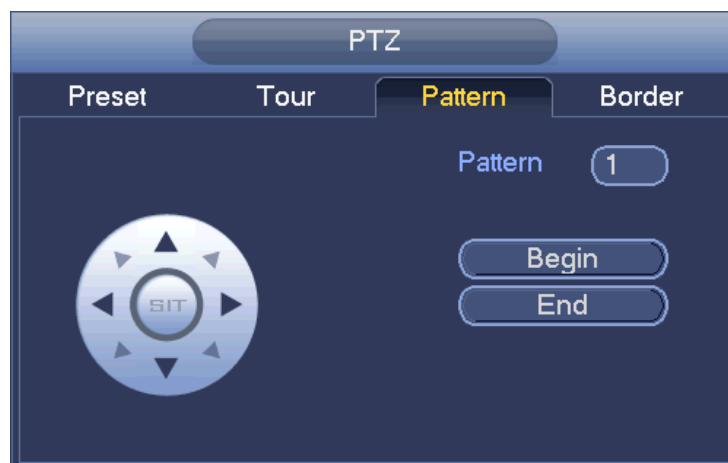 PTZ
Preset Tour Pattern Border
Pattern 1
Begin
SIT
End